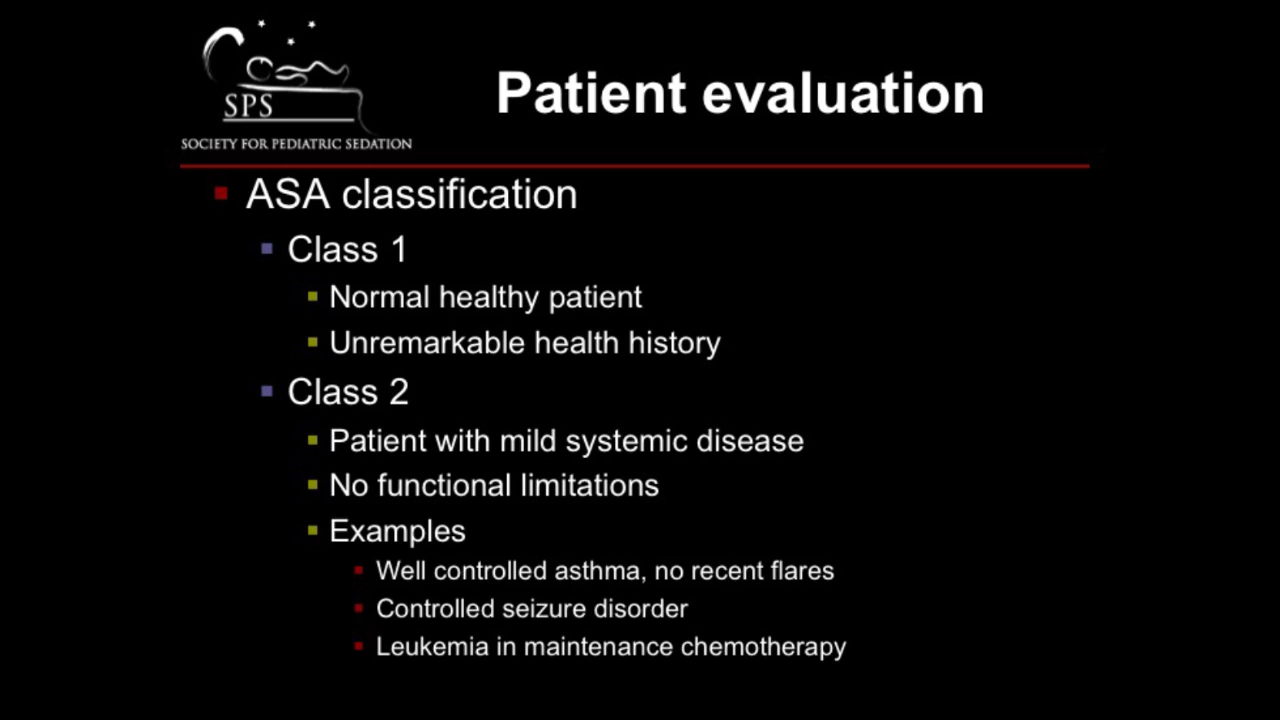 SPS
SOCIETY FOR PEDIATRIC SEDATION
Patient evaluation
ASA classification
Class 1
Normal healthy patient
Unremarkable health history
Class 2
Patient with mild systemic disease
No functional limitations
Examples
Well controlled asthma, no recent flares
Controlled seizure disorder
Leukemia in maintenance chemotherapy